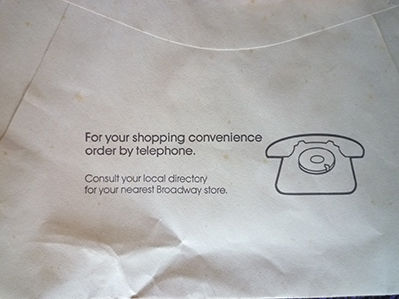 For your shopping convenience
order by telephone.
Consult your local directory
for your nearest Broadway store.